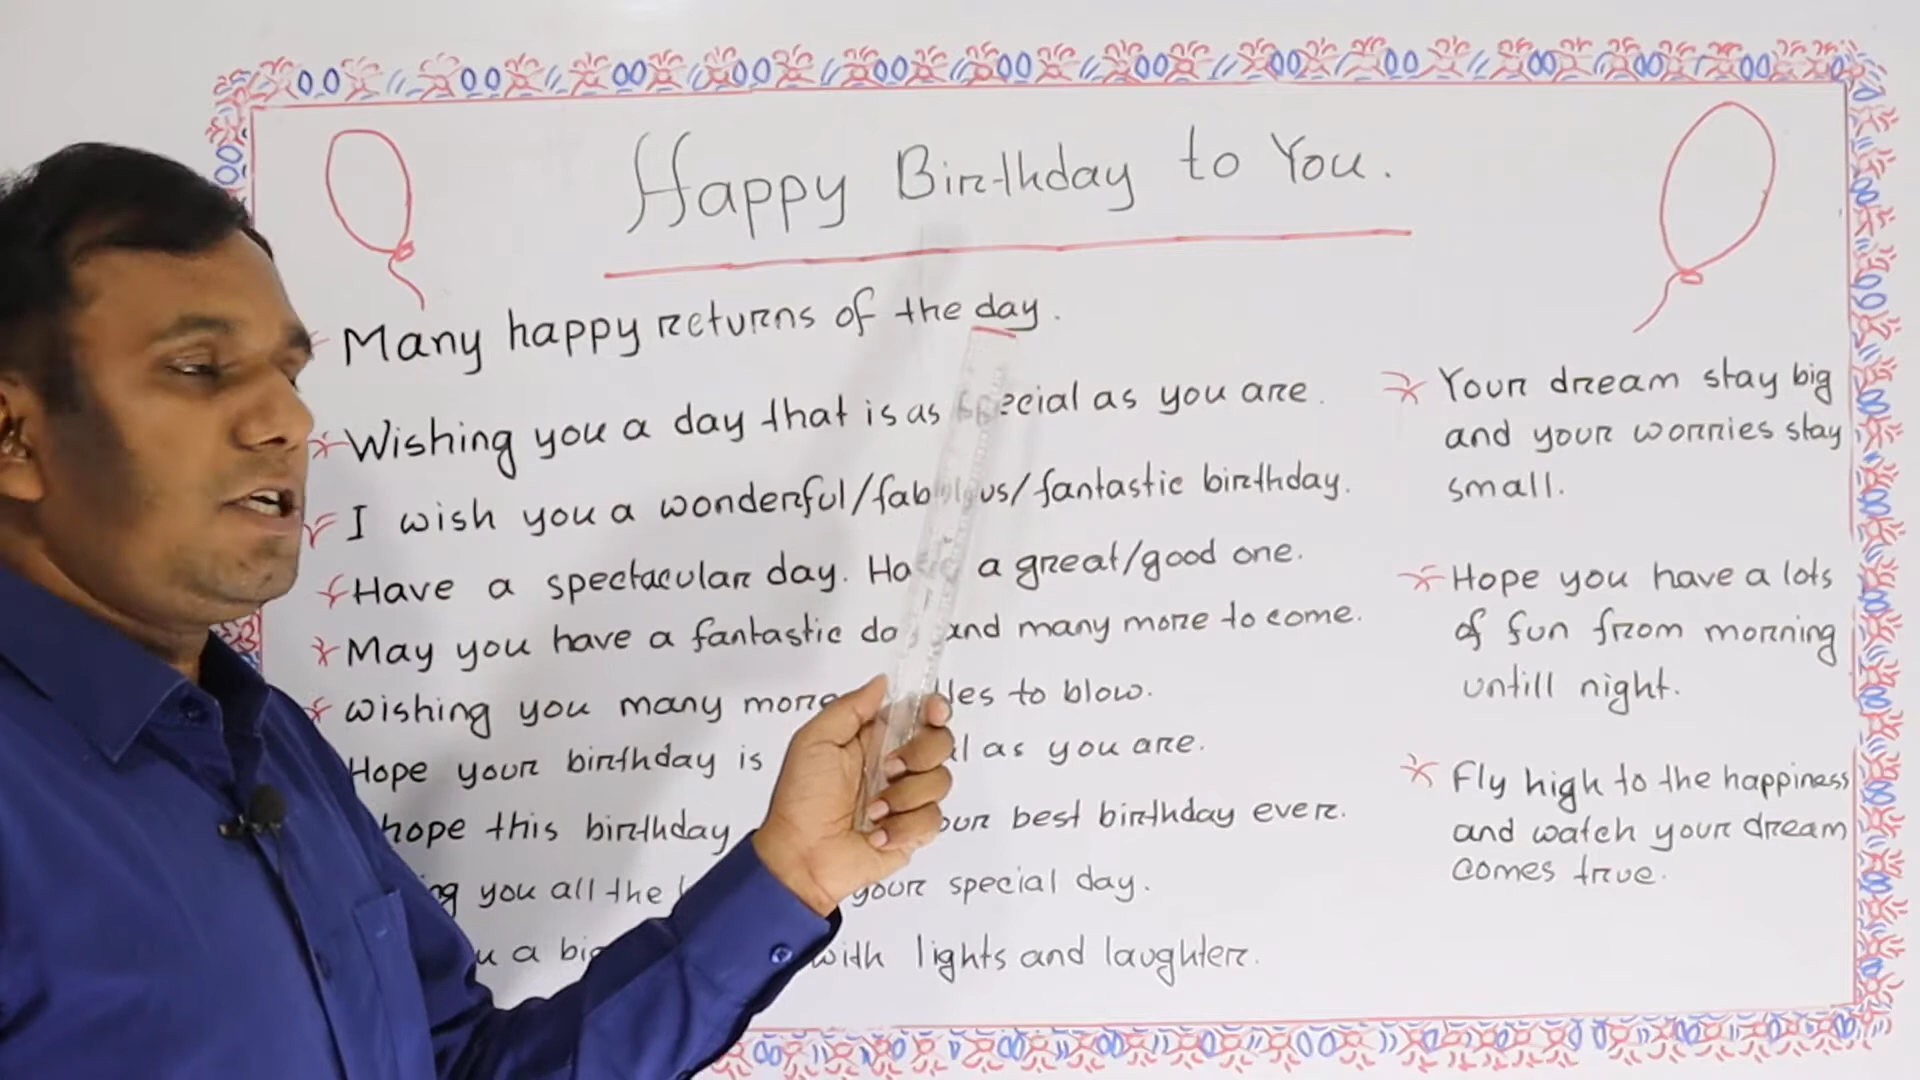 Happy Birthday to You.
Many happy returns of the day.
Wishing you a day that is as special as you are.
I wish you a wonderful/fabulous/fantastic birthday.
Have a spectacular day. Ha a great/good one.
May you have a fantastic da and many more to come.
wishing you many more les to blow.
Hope your birthday is as you are.
hope this birthday our best birthday ever.
you all the your special day.
a with lights and laughter.
Your dream stay big
and your worries stay
small.
Hope you have a lots
of fun from morning
untill night.
Fly high to the happiness
and watch your dream
comes true.